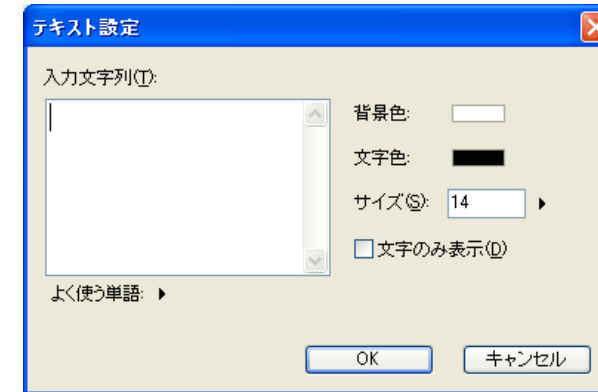 テキスト設定
入力文字列(T):
背景色:
文字色:
サイズ(S): 14
文字のみ表示(D)
よく使う単語:
OK
キャンセル